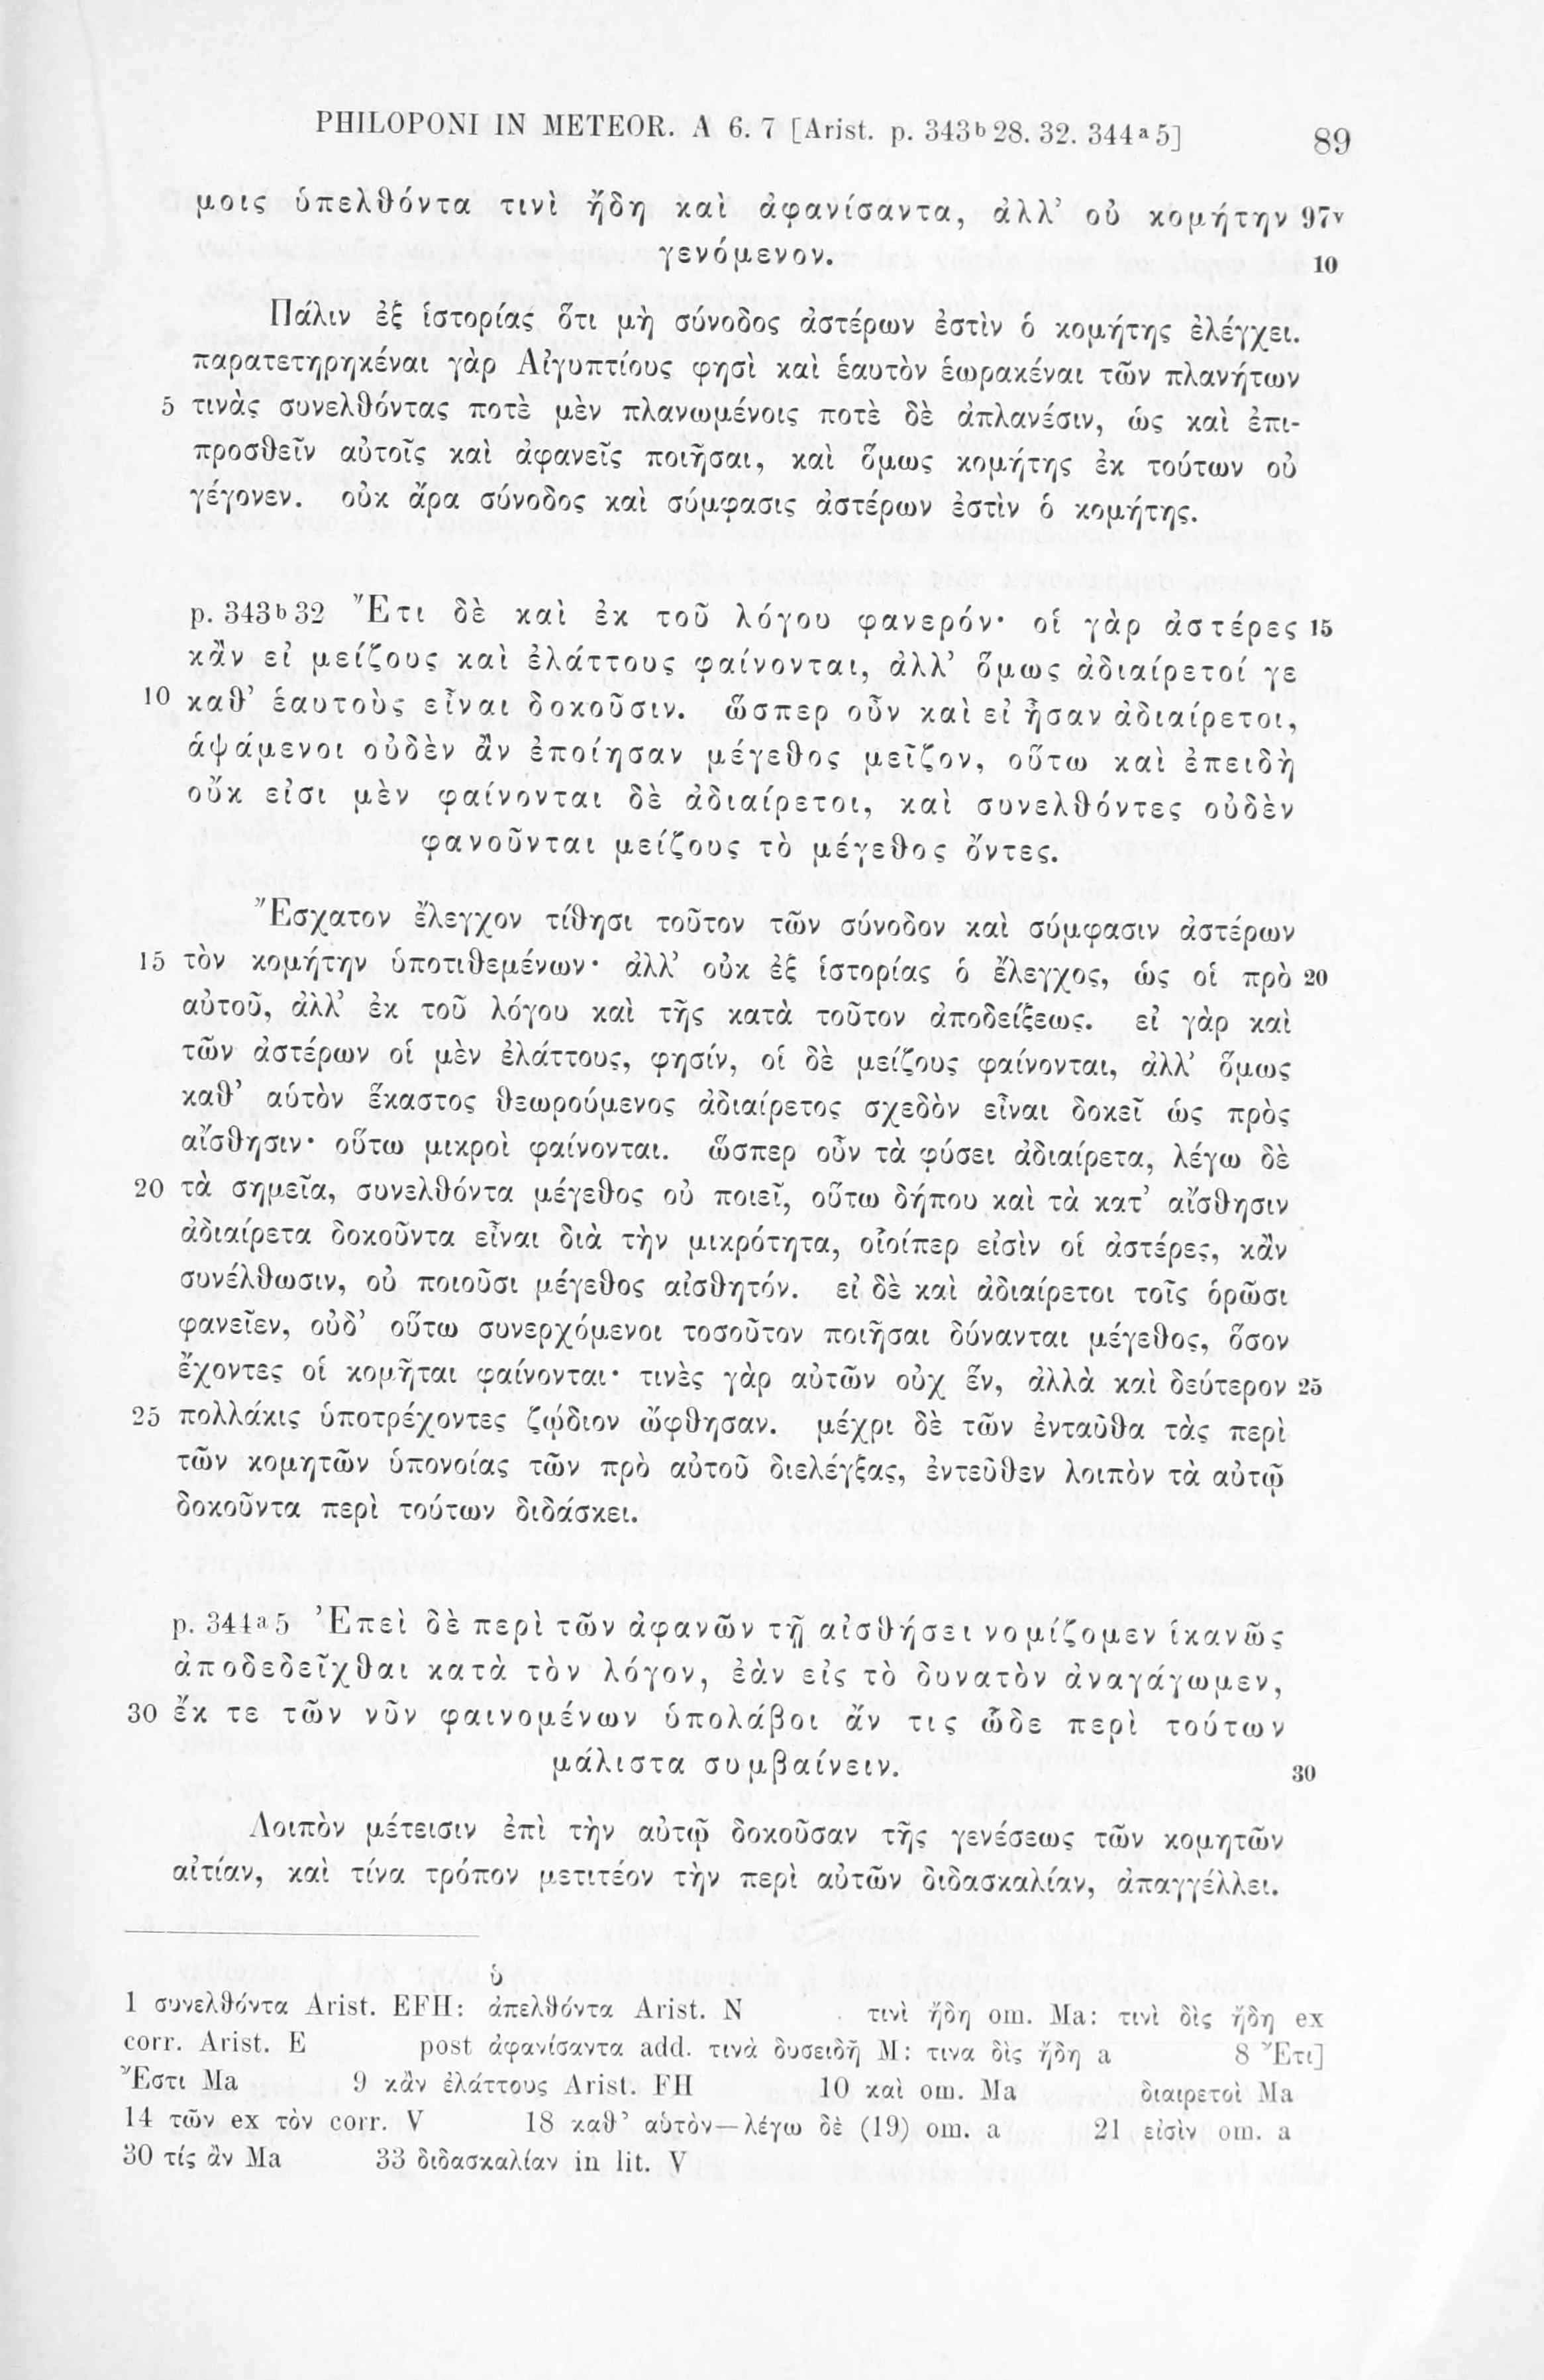 PHILOPONI IN METEOR. A 6. 7 [Arist. p. 343b28. 32. 344a5] 89
μοις ὑπελθόντα τινὶ ἤδη καὶ ἀφανίσαντα, ἀλλ’ οὐ κομήτην 97v
γενόμενον. 10
Πάλιν ἐξ ἱστορίας ὅτι μὴ σύνοδος ἀστέρων ἐστὶν ὁ κομήτης ἐλέγχει.
παρατετηρηκέναι γὰρ Αἰγυπτίους φησὶ καὶ ἑαυτὸν ἑωρακέναι τῶν πλανήτων
5 τινὰς συνελθόντας ποτὲ μὲν πλανωμένοις ποτὲ δὲ ἀπλανέσιν, ὡς καὶ ἐπι-
προσθεῖν αὐτοῖς καὶ ἀφανεῖς ποιῆσαι, καὶ ὅμως κομήτης ἐκ τούτων οὐ
γέγονεν. οὐκ ἄρα σύνοδος καὶ σύμφασις ἀστέρων ἐστὶν ὁ κομήτης.
p. 343b32 Ἔτι δὲ καὶ ἐκ τοῦ λόγου φανερόν· οἱ γὰρ ἀστέρες 15
κἂν εἰ μείζους καὶ ἐλάττους φαίνονται, ἀλλ’ ὅμως ἀδιαίρετοί γε
10 καθ’ ἑαυτοὺς εἶναι δοκοῦσιν. ὥσπερ οὖν καὶ εἰ ἦσαν ἀδιαίρετοι,
ἁψάμενοι οὐδὲν ἂν ἐποίησαν μέγεθος μεῖζον, οὕτω καὶ ἐπειδὴ
οὔκ εἰσι μὲν φαίνονται δὲ ἀδιαίρετοι, καὶ συνελθόντες οὐδὲν
φανοῦνται μείζους τὸ μέγεθος ὄντες.
Ἔσχατον ἔλεγχον τίθησι τοῦτον τῶν σύνοδον καὶ σύμφασιν ἀστέρων
15 τὸν κομήτην ὑποτιθεμένων· ἀλλ’ οὐκ ἐξ ἱστορίας ὁ ἔλεγχος, ὡς οἱ πρὸ 20
αὐτοῦ, ἀλλ’ ἐκ τοῦ λόγου καὶ τῆς κατὰ τοῦτον ἀποδείξεως. εἰ γὰρ καὶ
τῶν ἀστέρων οἱ μὲν ἐλάττους, φησίν, οἱ δὲ μείζους φαίνονται, ἀλλ’ ὅμως
καθ’ αὑτὸν ἕκαστος θεωρούμενος ἀδιαίρετος σχεδὸν εἶναι δοκεῖ ὡς πρὸς
αἴσθησιν· οὕτω μικροὶ φαίνονται. ὥσπερ οὖν τὰ φύσει ἀδιαίρετα, λέγω δὲ
20 τὰ σημεῖα, συνελθόντα μέγεθος οὐ ποιεῖ, οὕτω δήπου καὶ τὰ κατ’ αἴσθησιν
ἀδιαίρετα δοκοῦντα εἶναι διὰ τὴν μικρότητα, οἷοίπερ εἰσὶν οἱ ἀστέρες, κἂν
συνέλθωσιν, οὐ ποιοῦσι μέγεθος αἰσθητόν. εἰ δὲ καὶ ἀδιαίρετοι τοῖς ὁρῶσι
φανεῖεν, οὐδ’ οὕτω συνερχόμενοι τοσοῦτον ποιῆσαι δύνανται μέγεθος, ὅσον
ἔχοντες οἱ κομῆται φαίνονται· τινὲς γὰρ αὐτῶν οὐχ ἕν, ἀλλὰ καὶ δεύτερον 25
25 πολλάκις ὑποτρέχοντες ζῴδιον ὤφθησαν. μέχρι δὲ τῶν ἐνταῦθα τὰς περὶ
τῶν κομητῶν ὑπονοίας τῶν πρὸ αὐτοῦ διελέγξας, ἐντεῦθεν λοιπὸν τὰ αὐτῷ
δοκοῦντα περὶ τούτων διδάσκει.
p. 344a5 Ἐπεὶ δὲ περὶ τῶν ἀφανῶν τῇ αἰσθήσει νομίζομεν ἱκανῶς
ἀποδεδεῖχθαι κατὰ τὸν λόγον, ἐὰν εἰς τὸ δυνατὸν ἀναγάγωμεν,
30 ἔκ τε τῶν νῦν φαινομένων ὑπολάβοι ἄν τις ὧδε περὶ τούτων
μάλιστα συμβαίνειν. 30
Λοιπὸν μέτεισιν ἐπὶ τὴν αὐτῷ δοκοῦσαν τῆς γενέσεως τῶν κομητῶν
αἰτίαν, καὶ τίνα τρόπον μετιτέον τὴν περὶ αὐτῶν διδασκαλίαν, ἀπαγγέλλει.
ὑ
1 συνελθόντα Arist. EFH: ἀπελθόντα Arist. N τινὶ ἤδη om. Ma: τινὶ δὶς ἤδη ex
corr. Arist. E post ἀφανίσαντα add. τινὰ δυσειδῆ M: τινα δὶς ἤδη a 8 Ἔτι]
Ἔστι Ma 9 κἂν ἐλάττους Arist. FH 10 καὶ om. Ma διαιρετοὶ Ma
14 τῶν ex τὸν corr. V 18 καθ’ αὑτὸν—λέγω δὲ (19) om. a 21 εἰσὶν om. a
30 τίς ἂν Ma 33 διδασκαλίαν in lit. V